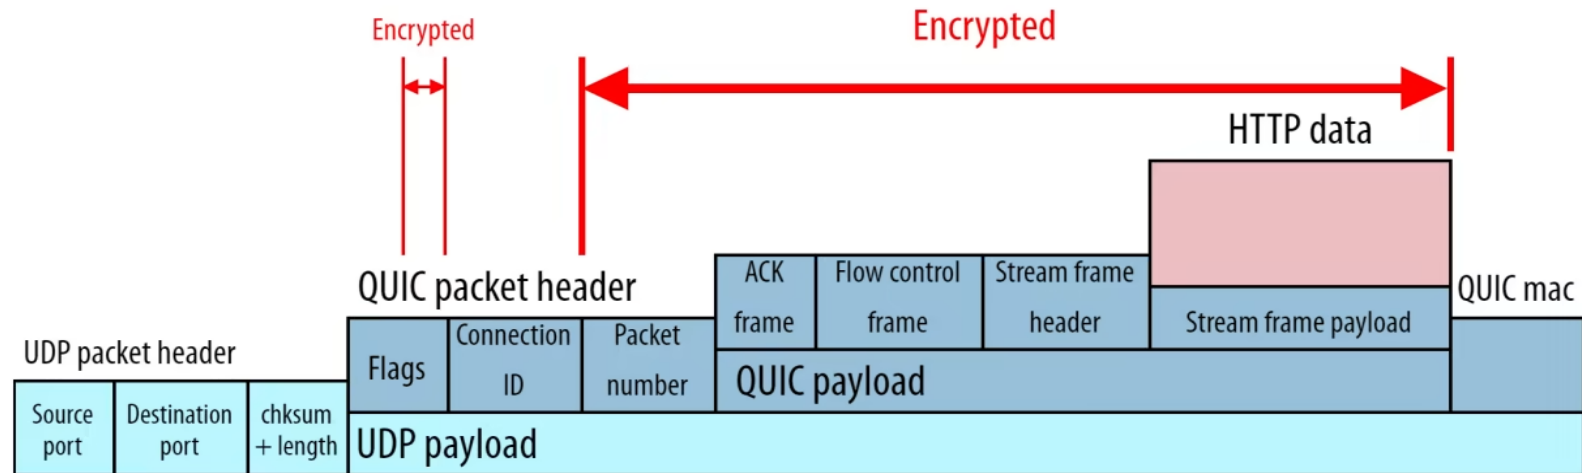 Encrypted
Encrypted
HTTP data
QUIC packet header
ACK
frame
Flow control
frame
Stream frame
header
Stream frame payload
QUIC mac
UDP packet header
Flags
Connection
ID
Packet
number
QUIC payload
Source
port
Destination
port
chksum
+ length
UDP payload